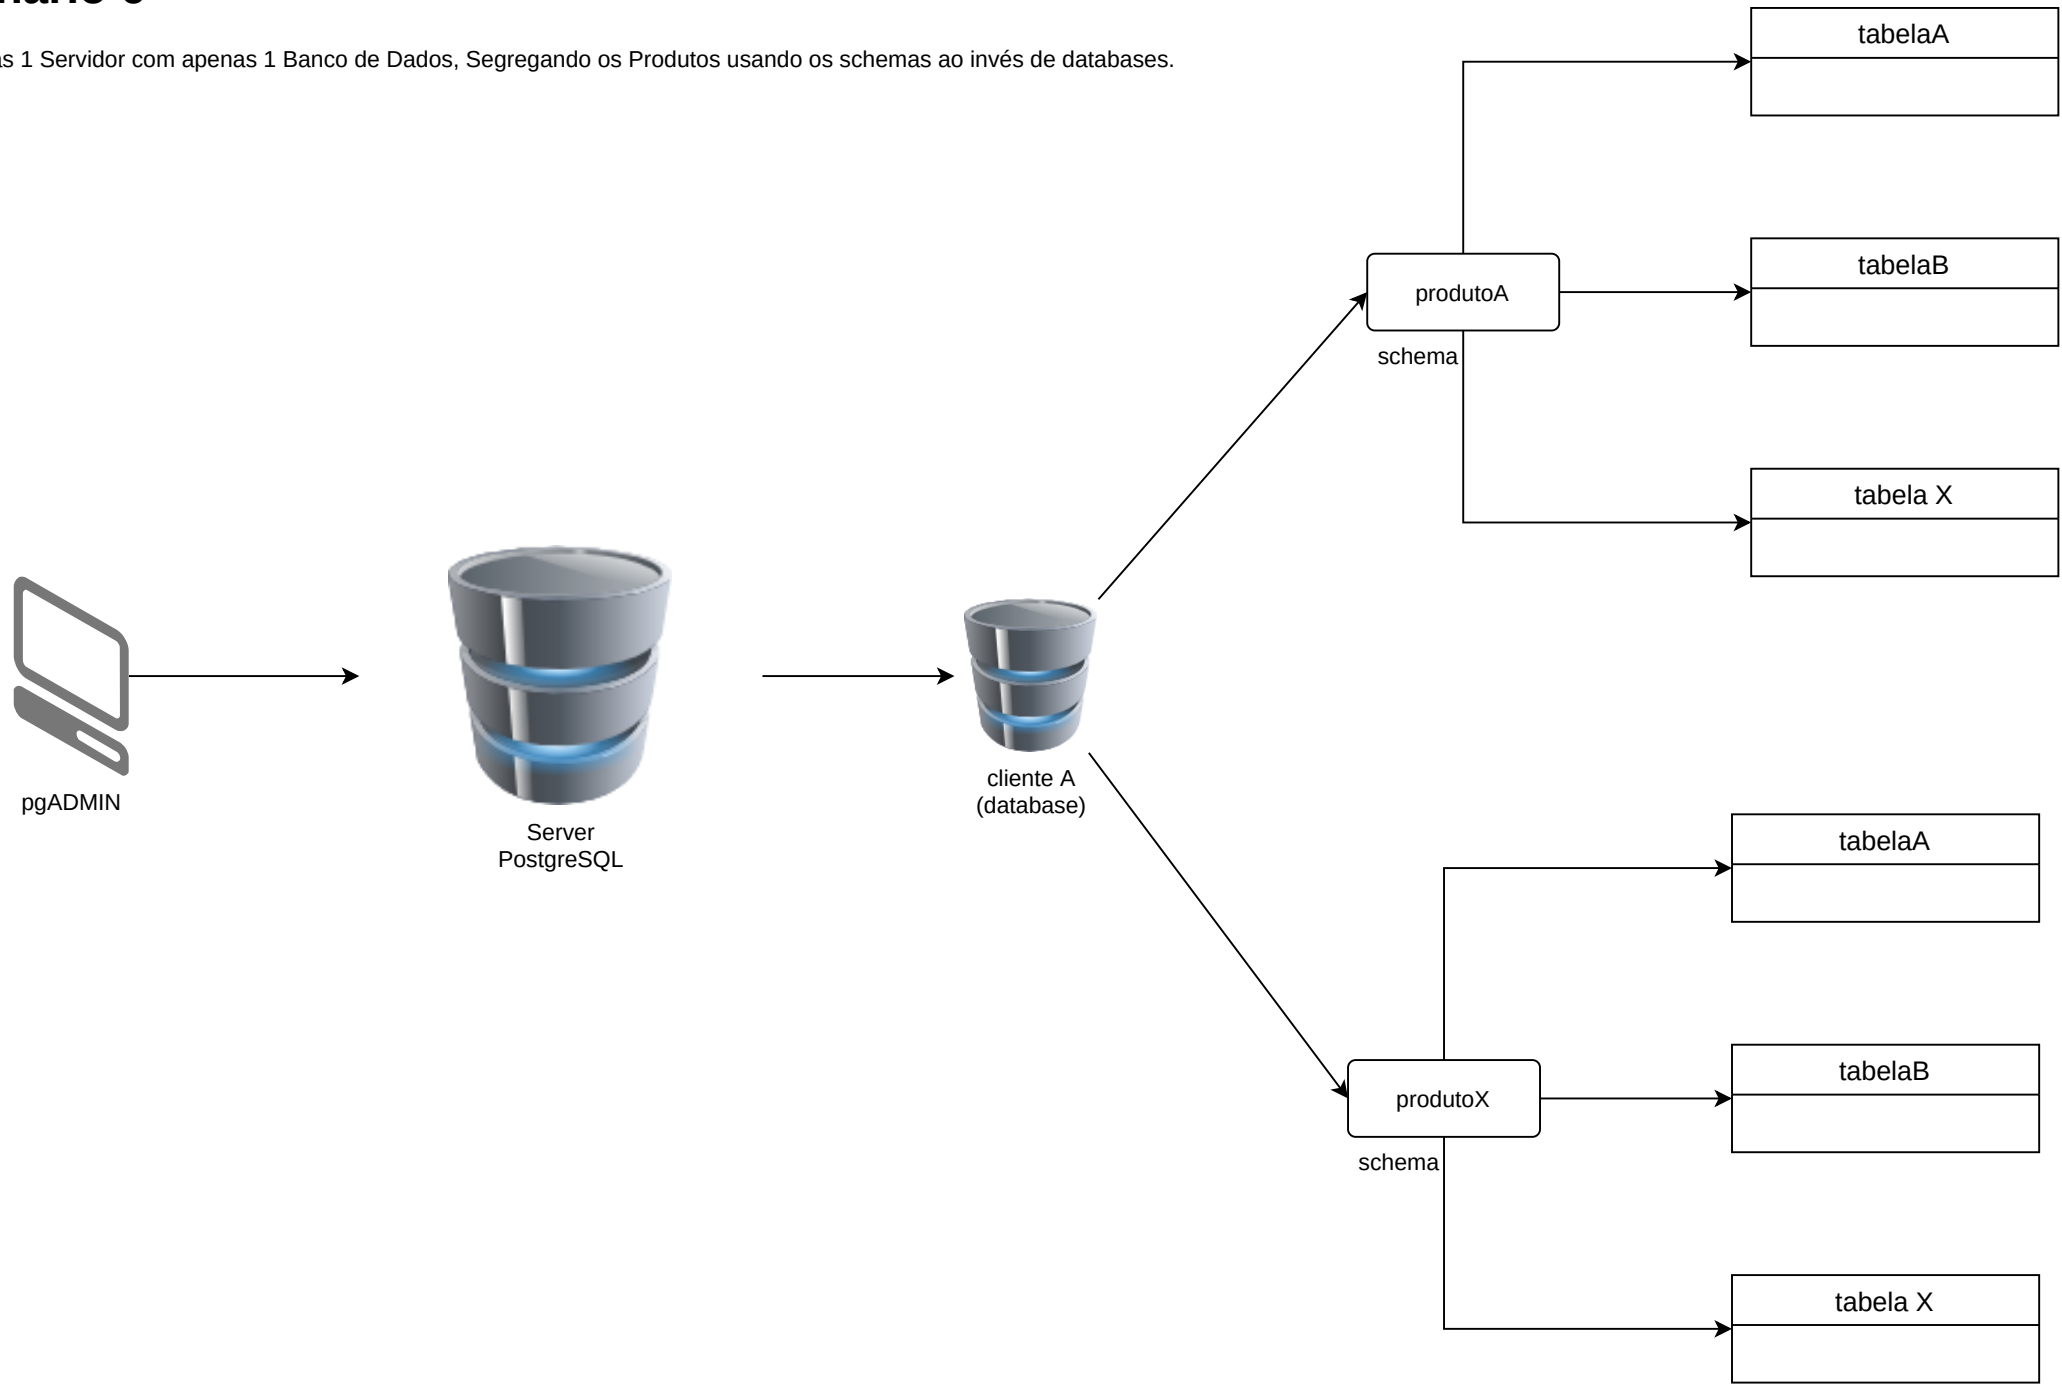 1 Servidor com apenas 1 Banco de Dados, Segregando os Produtos usando os schemas ao invés de databases.
tabelaA
tabelaB
produtoA
schema
tabela X
pgADMIN
Server
PostgreSQL
cliente A
(database)
tabelaA
tabelaB
produtoX
schema
tabela X